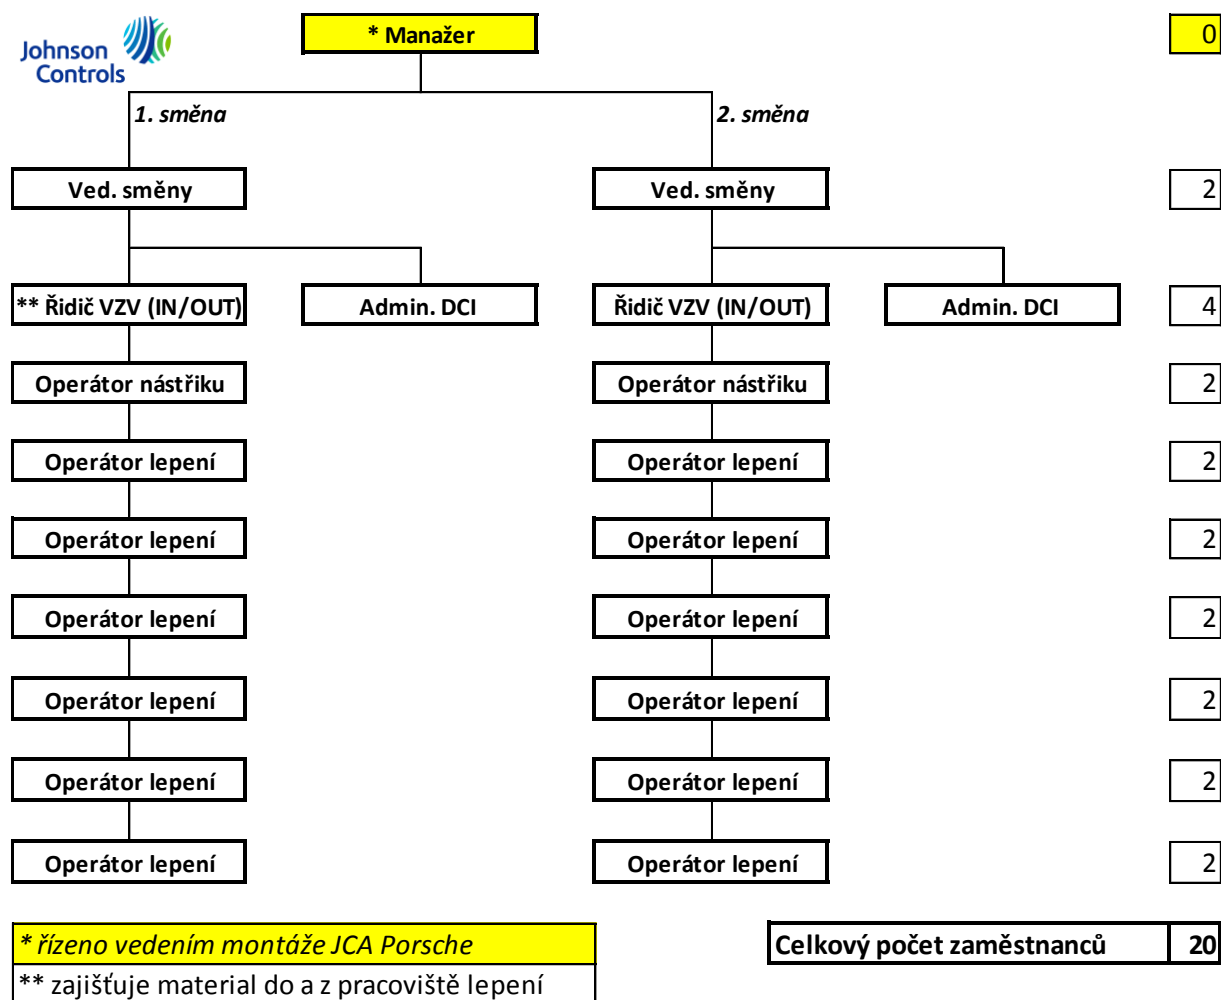 Johnson
Controls
* Manažer 0
1. směna 2. směna
Ved. směny Ved. směny 2
** Řidič VZV (IN/OUT) Admin. DCI Řidič VZV (IN/OUT) Admin. DCI 4
Operátor nástřiku Operátor nástřiku 2
Operátor lepení Operátor lepení 2
Operátor lepení Operátor lepení 2
Operátor lepení Operátor lepení 2
Operátor lepení Operátor lepení 2
Operátor lepení Operátor lepení 2
Operátor lepení Operátor lepení 2
* řízeno vedením montáže JCA Porsche Celkový počet zaměstnanců 20
** zajišťuje material do a z pracoviště lepení